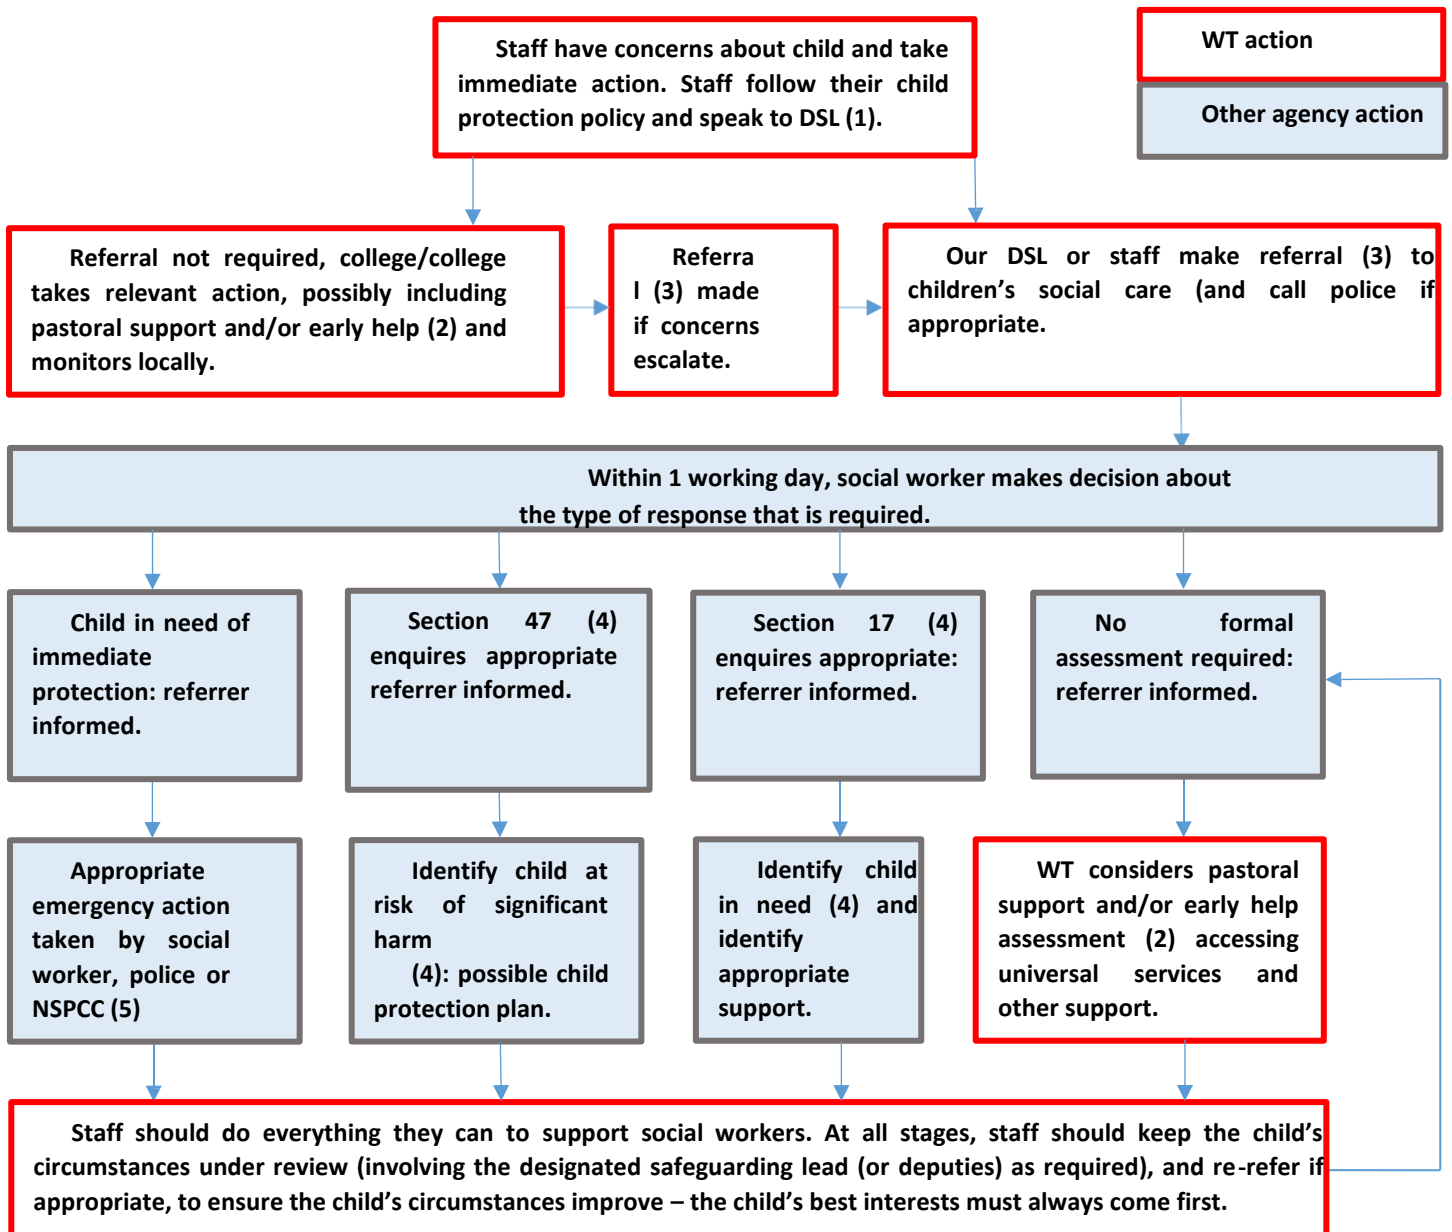 Staff have concerns about child and take
immediate action. Staff follow their child
protection policy and speak to DSL (1).
WT action
Other agency action
Referral not required, college/college
takes relevant action, possibly including
pastoral support and/or early help (2) and
monitors locally.
Referra
l (3) made
if concerns
escalate.
Our DSL or staff make referral (3) to
children’s social care (and call police if
appropriate.
Within 1 working day, social worker makes decision about
the type of response that is required.
Child in need of
immediate
protection: referrer
informed.
Section 47 (4)
enquires appropriate
referrer informed.
Section 17 (4)
enquires appropriate:
referrer informed.
No formal
assessment required:
referrer informed.
Appropriate
emergency action
taken by social
worker, police or
NSPCC (5)
Identify child at
risk of significant
harm
(4): possible child
protection plan.
Identify child
in need (4) and
identify
appropriate
support.
WT considers pastoral
support and/or early help
assessment (2) accessing
universal services and
other support.
Staff should do everything they can to support social workers. At all stages, staff should keep the child’s
circumstances under review (involving the designated safeguarding lead (or deputies) as required), and re-refer if
appropriate, to ensure the child’s circumstances improve – the child’s best interests must always come first.